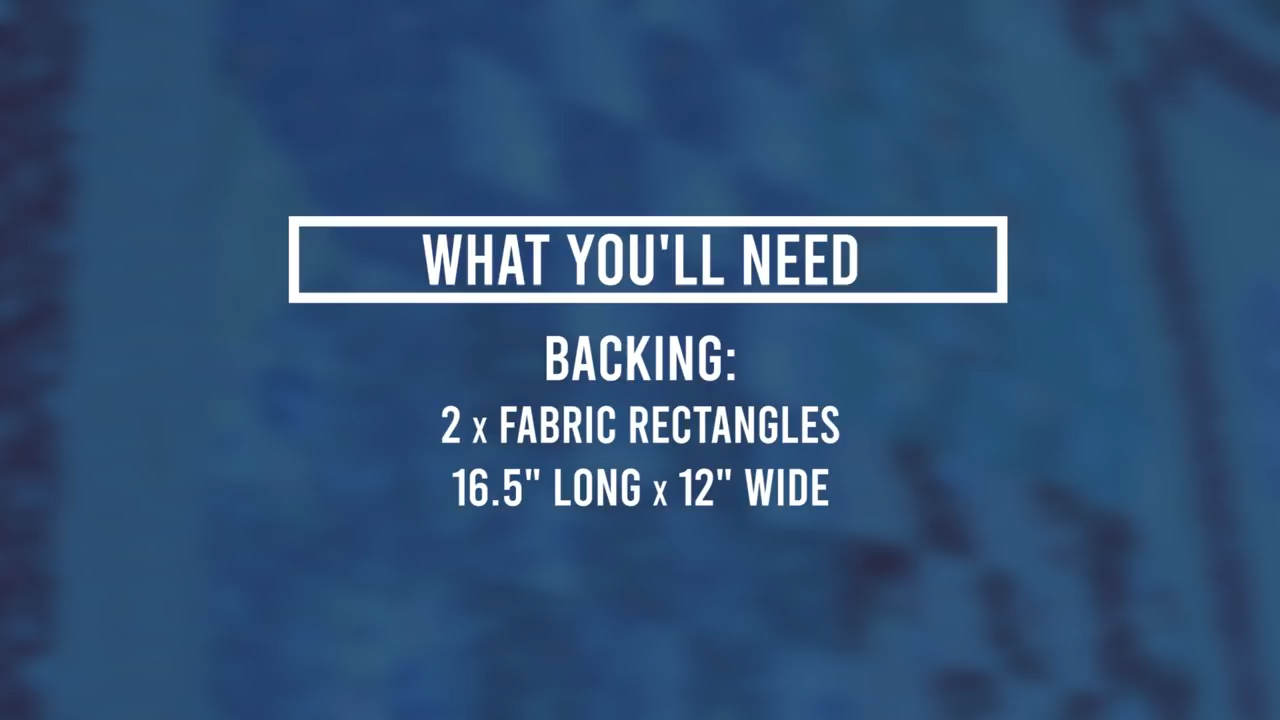 WHAT YOU'LL NEED
BACKING:
2 x FABRIC RECTANGLES
16.5" LONG x 12" WIDE